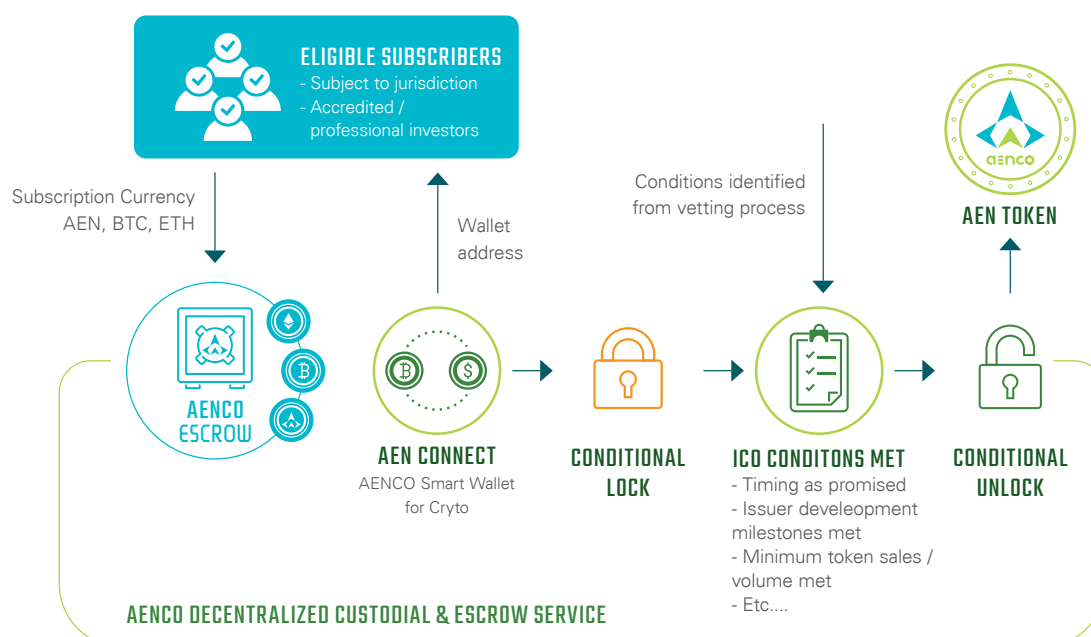 ELIGIBLE SUBSCRIBERS
- Subject to jurisdiction
- Accredited /
professional investors
Subscription Currency
AEN, BTC, ETH
Wallet
address
Conditions identified
from vetting process
aenco
AEN TOKEN
AENCO
ESCROW
AEN CONNECT
AENCO Smart Wallet
for Cryto
CONDITIONAL
LOCK
ICO CONDITONS MET
- Timing as promised
- Issuer develeopment
milestones met
- Minimum token sales /
volume met
- Etc....
CONDITIONAL
UNLOCK
AENCO DECENTRALIZED CUSTODIAL & ESCROW SERVICE